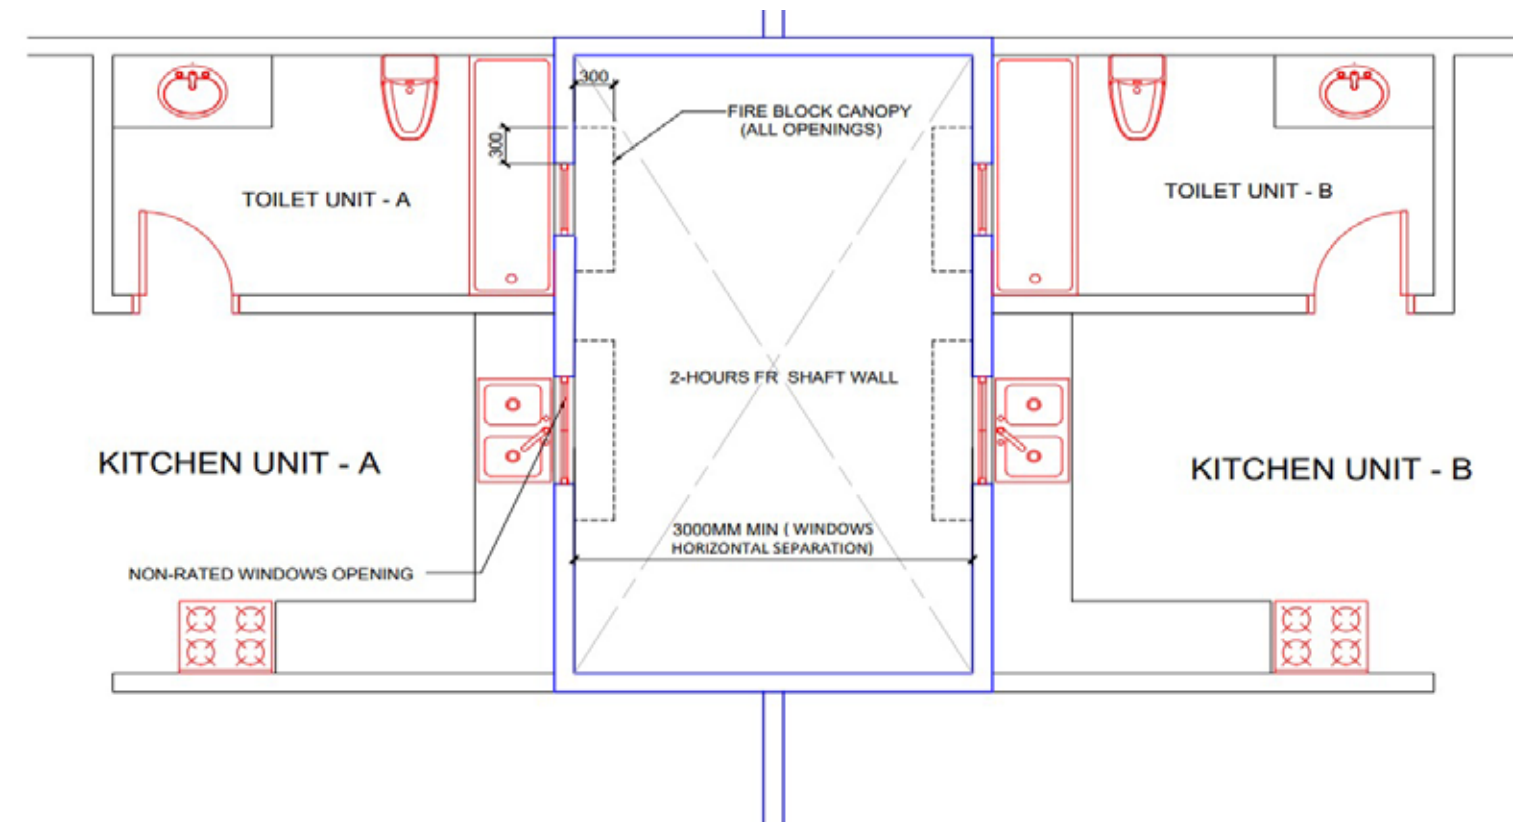 300
FIRE BLOCK CANOPY
(ALL OPENINGS)
300
TOILET UNIT - A
TOILET UNIT - B
2-HOURS FR SHAFT WALL
KITCHEN UNIT - A
KITCHEN UNIT - B
3000MM MIN ( WINDOWS
HORIZONTAL SEPARATION)
NON-RATED WINDOWS OPENING